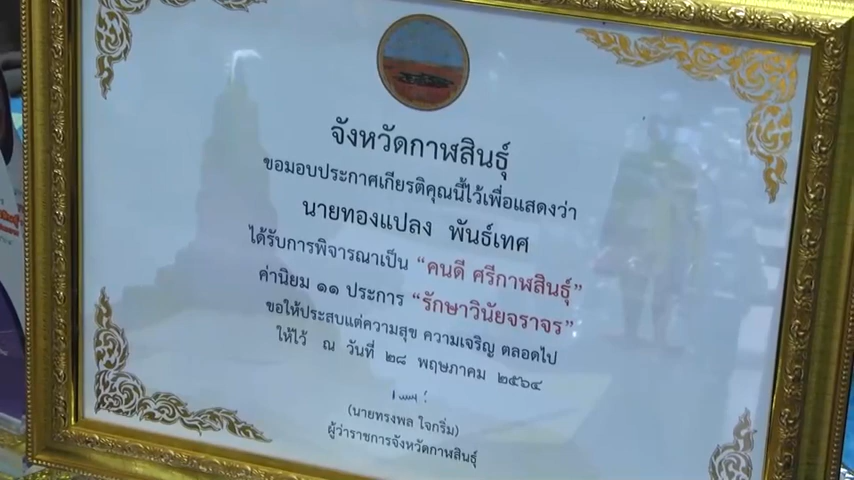 จังหวัดกาฬสินธุ์
ขอมอบประกาศเกียรติคุณนี้ไว้เพื่อแสดงว่า
นายทองแปลง พันธ์เทศ
ได้รับการพิจารณาเป็น “คนดี ศรีกาฬสินธุ์”
ค่านิยม ๑๑ ประการ “รักษาวินัยจราจร”
ขอให้ประสบแต่ความสุข ความเจริญ ตลอดไป
ให้ไว้ ณ วันที่ ๒๘ พฤษภาคม ๒๕๖๔
(นายทรงพล ใจกริ่ม)
ผู้ว่าราชการจังหวัดกาฬสินธุ์